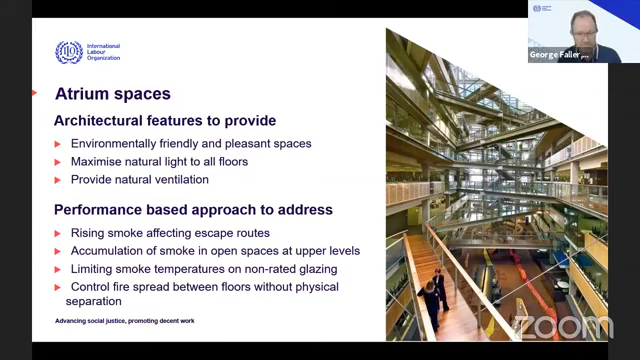 International
Labour
Organization
Atrium spaces
Architectural features to provide
Environmentally friendly and pleasant spaces
Maximise natural light to all floors
Provide natural ventilation
Performance based approach to address
Rising smoke affecting escape routes
Accumulation of smoke in open spaces at upper levels
Limiting smoke temperatures on non-rated glazing
Control fire spread between floors without physical
separation
Advancing social justice, promoting decent work
George Faller
zoom